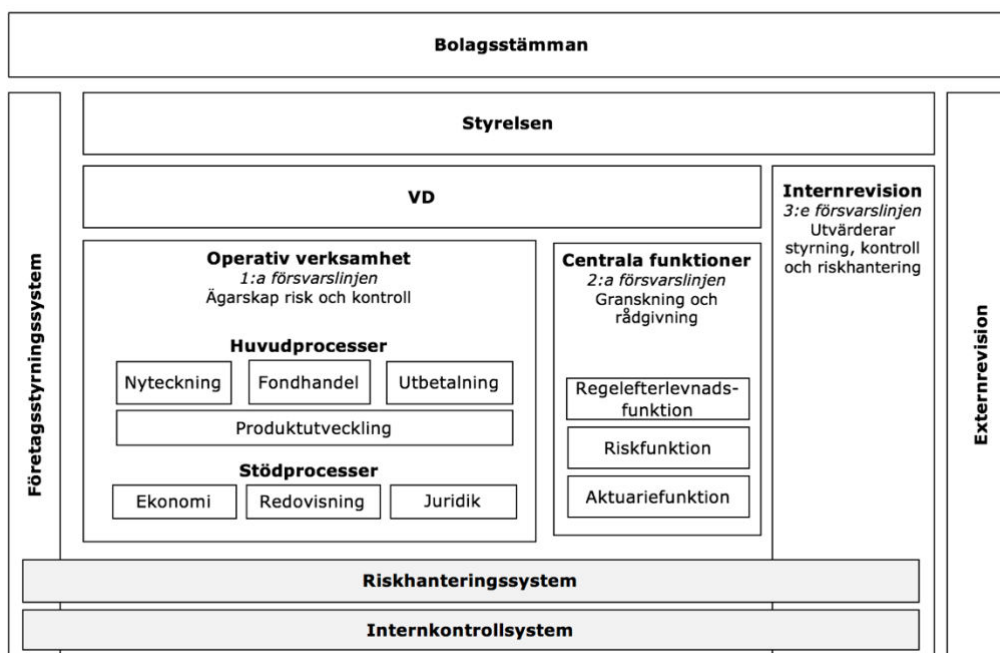 Bolagsstämman
Företagsstyrningssystem
Styrelsen
VD
Operativ verksamhet
1:a försvarslinjen
Ägarskap risk och kontroll
Huvudprocesser
Nyteckning
Fondhandel
Utbetalning
Produktutveckling
Stödprocesser
Ekonomi
Redovisning
Juridik
Centrala funktioner
2:a försvarslinjen
Granskning och
rådgivning
Regelefterlevnads-
funktion
Riskfunktion
Aktuariefunktion
Internrevision
3:e försvarslinjen
Utvärderar
styrning, kontroll
och riskhantering
Externrevision
Riskhanteringssystem
Internkontrollsystem